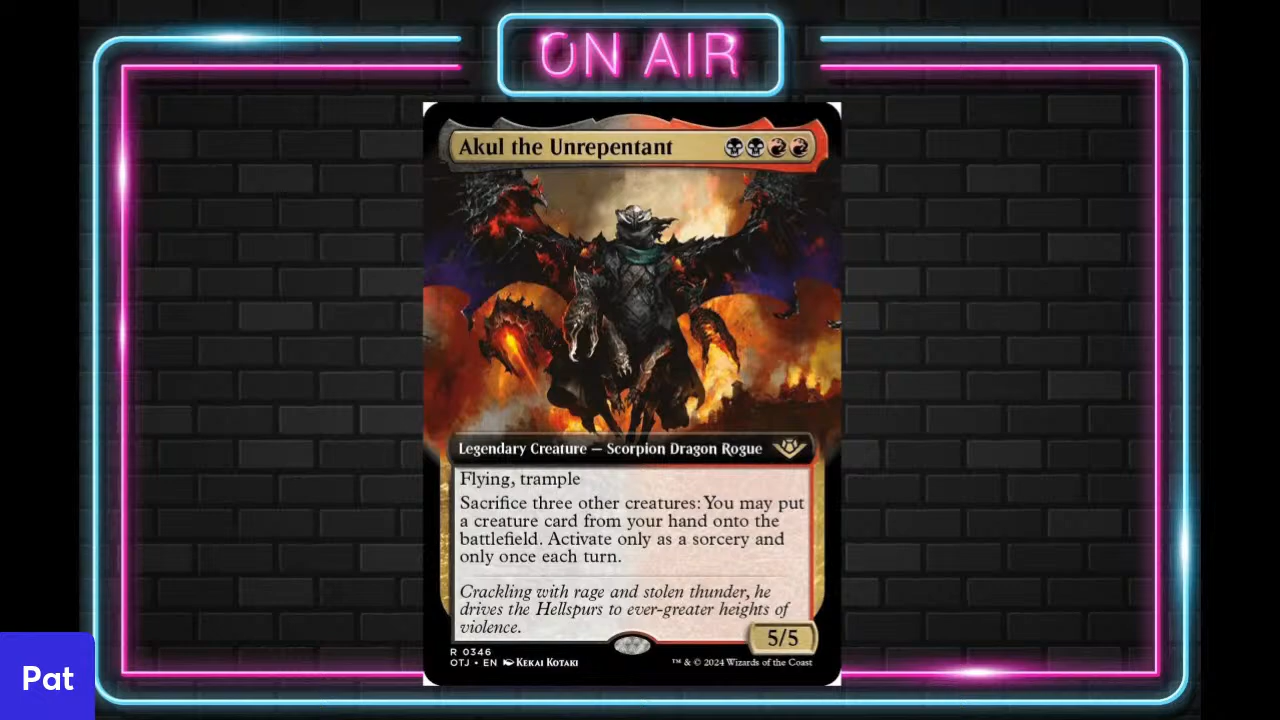 ON AIR
Akul the Unrepentant
Legendary Creature — Scorpion Dragon Rogue
Flying, trample
Sacrifice three other creatures: You may put
a creature card from your hand onto the
battlefield. Activate only as a sorcery and
only once each turn.
Crackling with rage and stolen thunder, he
drives the Hellspurs to ever-greater heights of
violence.
5/5
R 0346
OTJ • EN Kekai Kotaki
™ & © 2024 Wizards of the Coast
Pat